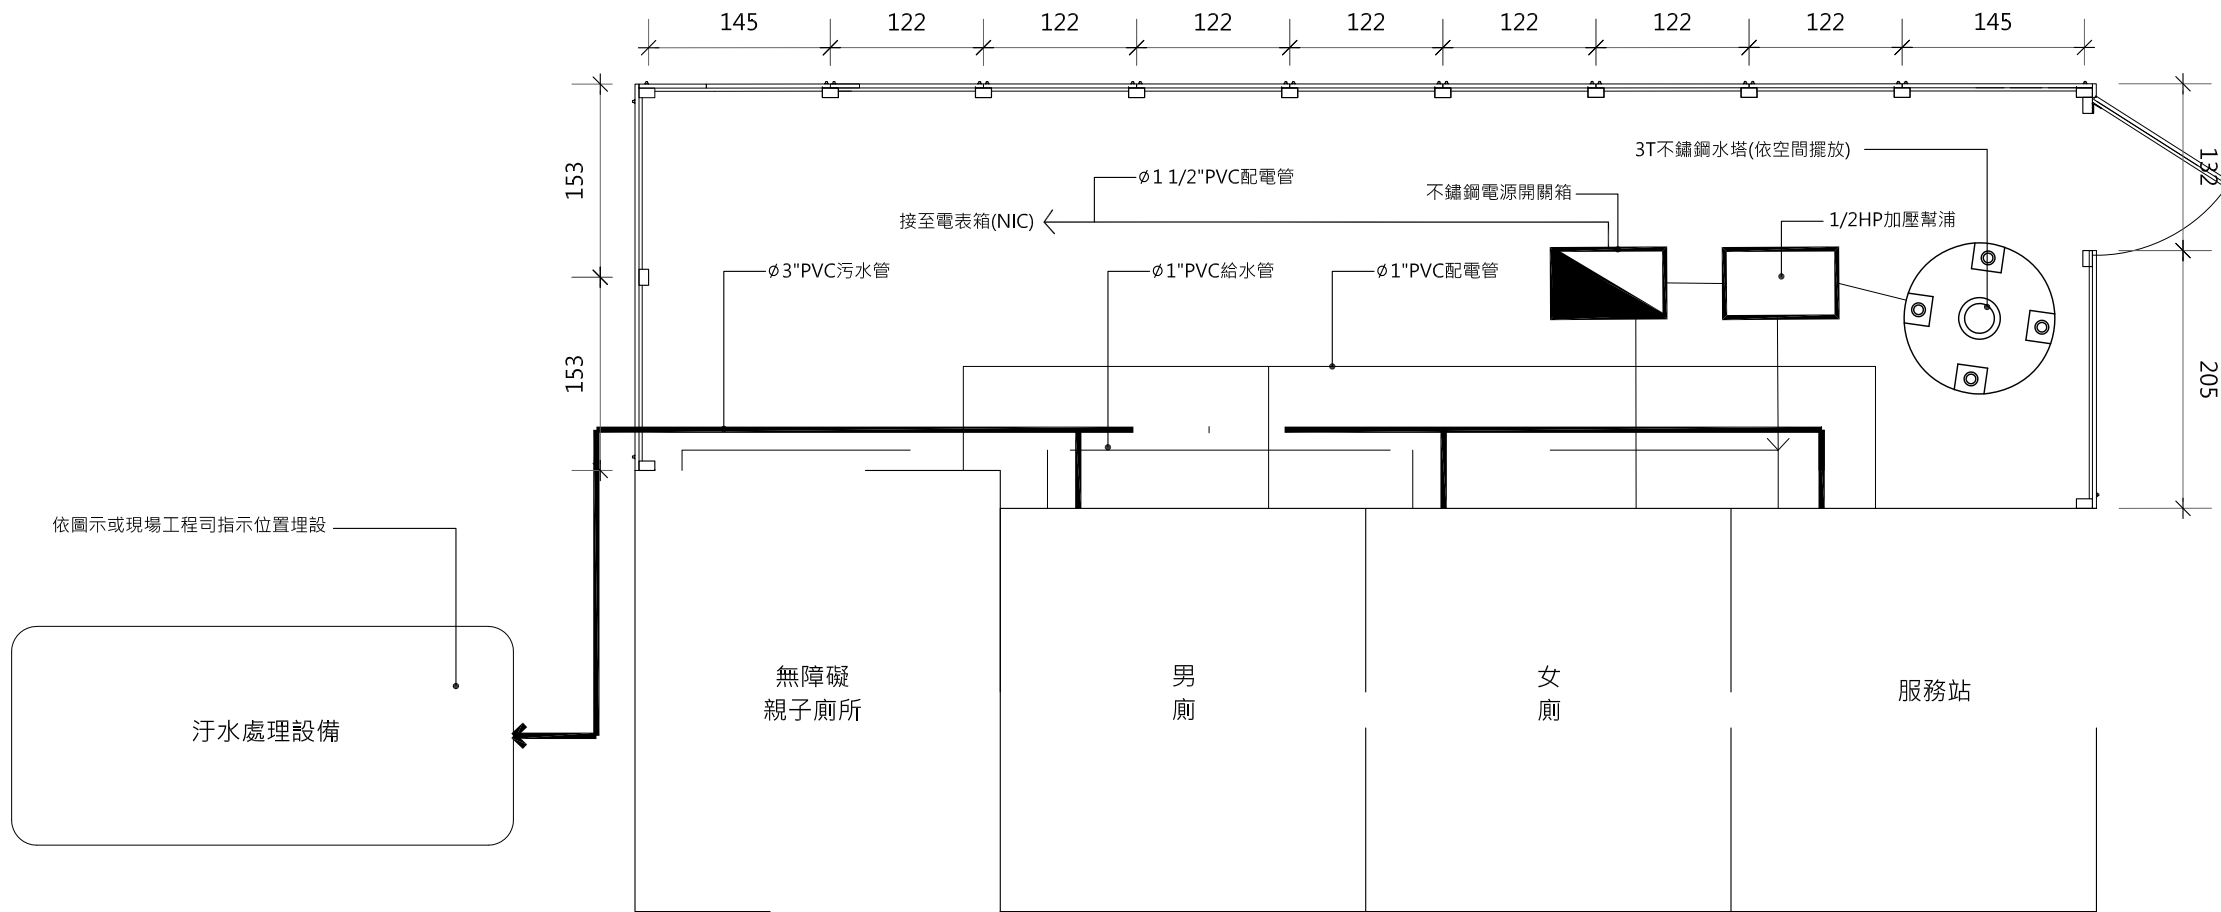 145
122
122
122
122
122
122
122
145
153
153
132
205
3T不鏽鋼水塔(依空間擺放)
ø1 1/2"PVC配電管
不鏽鋼電源開關箱
接至電表箱(NIC)
1/2HP加壓幫浦
ø3"PVC污水管
ø1"PVC給水管
ø1"PVC配電管
依圖示或現場工程司指示位置埋設
汙水處理設備
無障礙
親子廁所
男
廁
女
廁
服務站